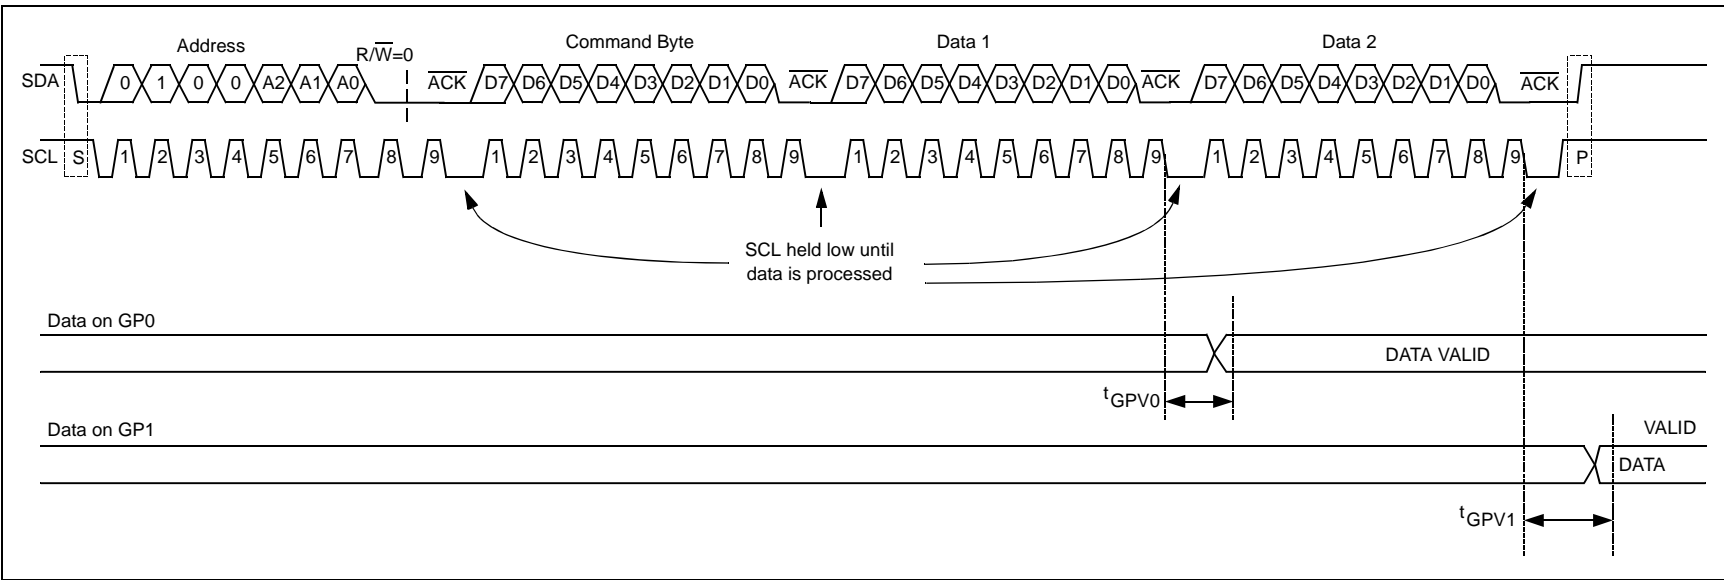 Address R/W=0 Command Byte Data 1 Data 2
SDA 0 1 0 0 A2 A1 A0 ACK D7 D6 D5 D4 D3 D2 D1 D0 ACK D7 D6 D5 D4 D3 D2 D1 D0 ACK D7 D6 D5 D4 D3 D2 D1 D0 ACK
SCL S 1 2 3 4 5 6 7 8 9 1 2 3 4 5 6 7 8 9 1 2 3 4 5 6 7 8 9 1 2 3 4 5 6 7 8 9 P
SCL held low until
data is processed
Data on GP0
DATA VALID
tGPV0
Data on GP1
VALID
DATA
tGPV1